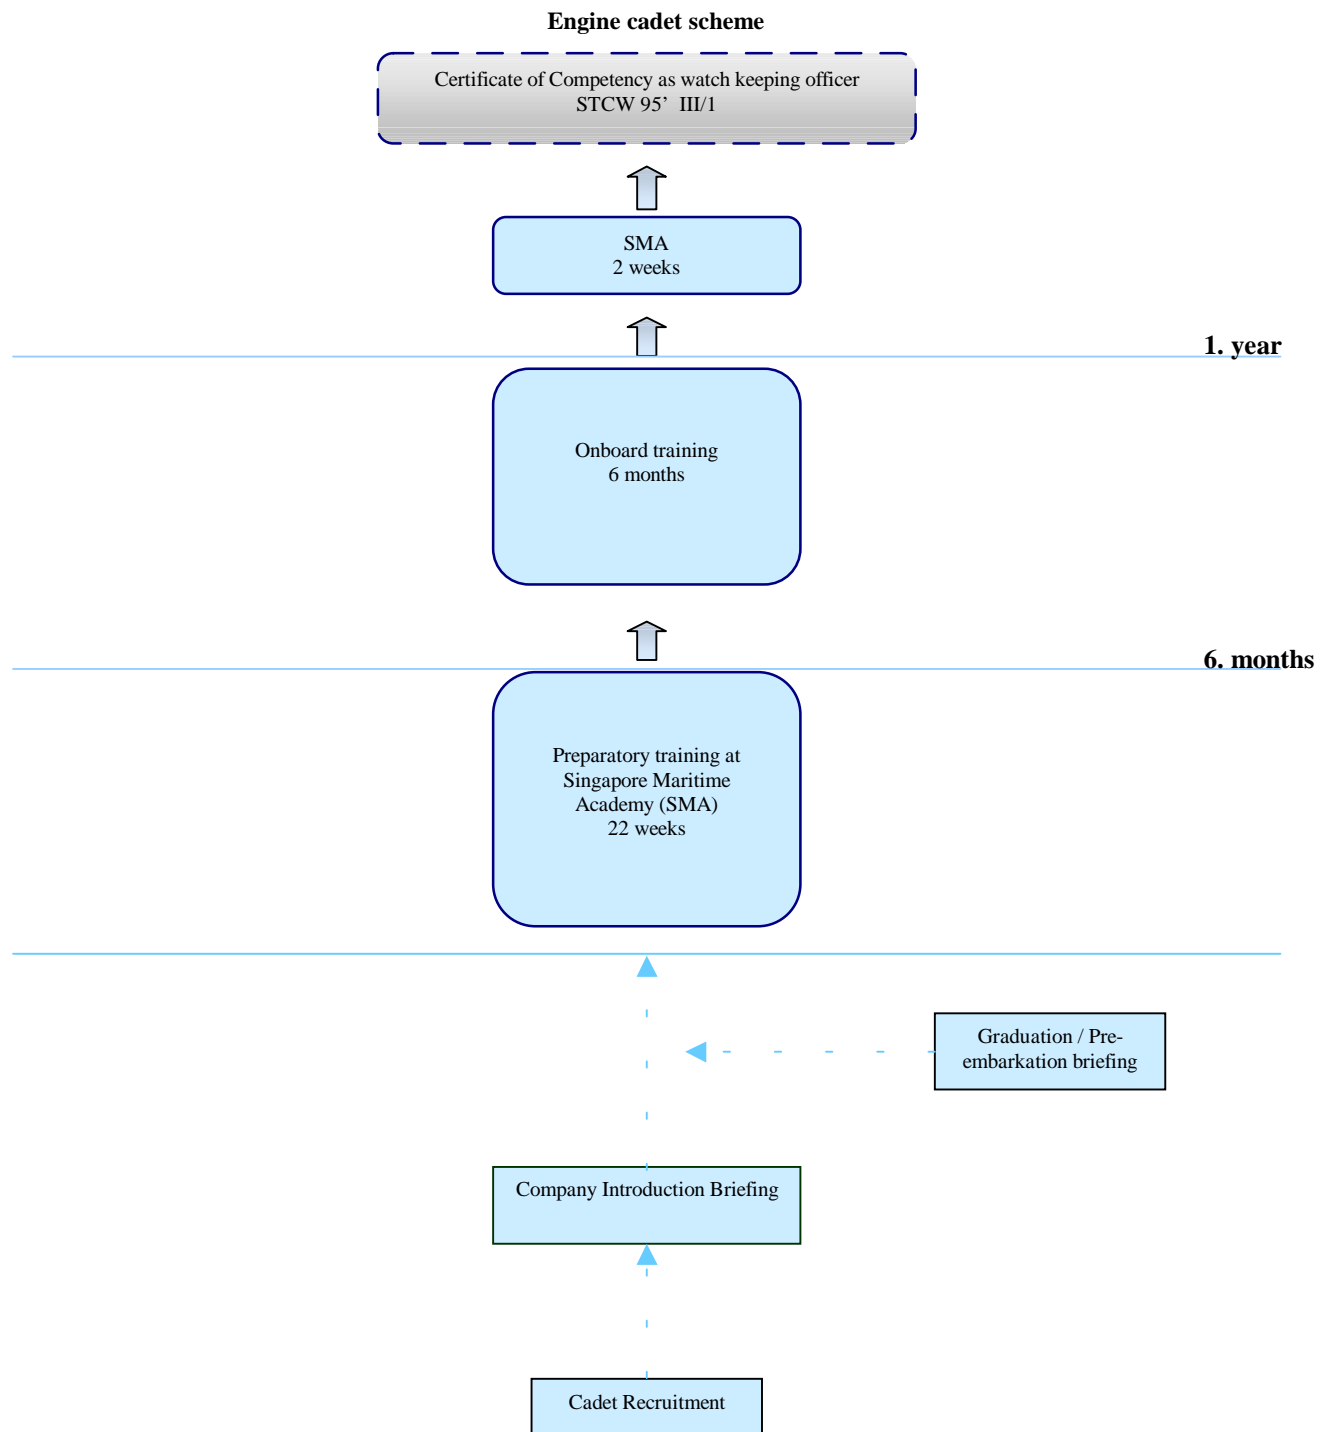 Engine cadet scheme
Certificate of Competency as watch keeping officer
STCW 95’ III/1
SMA
2 weeks
1. year
Onboard training
6 months
6. months
Preparatory training at
Singapore Maritime
Academy (SMA)
22 weeks
Graduation / Pre-
embarkation briefing
Company Introduction Briefing
Cadet Recruitment